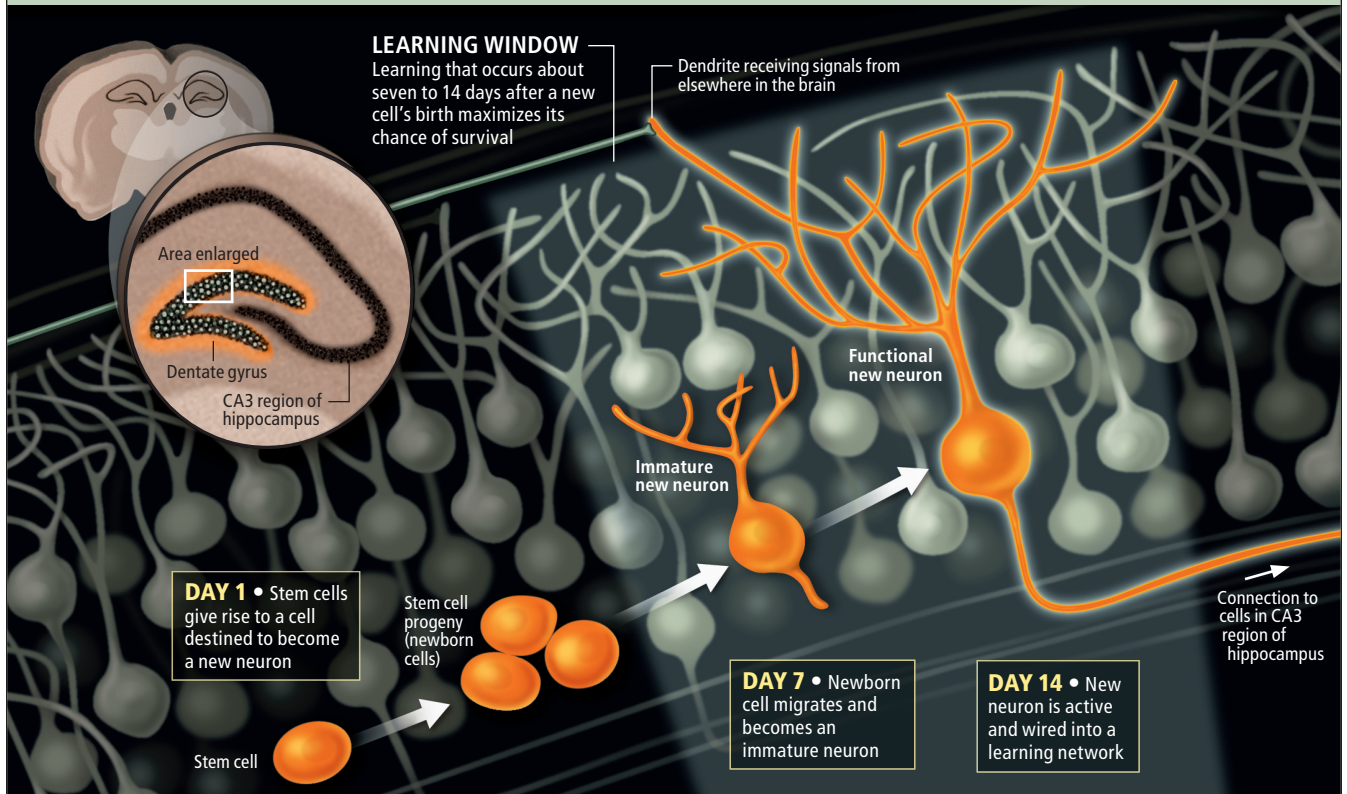 LEARNING WINDOW
Learning that occurs about
seven to 14 days after a new
cell’s birth maximizes its
chance of survival
Dendrite receiving signals from
elsewhere in the brain
Area enlarged
Dentate gyrus
CA3 region of
hippocampus
Functional
new neuron
Immature
new neuron
DAY 1 • Stem cells
give rise to a cell
destined to become
a new neuron
Stem cell
progeny
(newborn
cells)
Stem cell
DAY 7 • Newborn
cell migrates and
becomes an
immature neuron
DAY 14 • New
neuron is active
and wired into a
learning network
Connection to
cells in CA3
region of
hippocampus